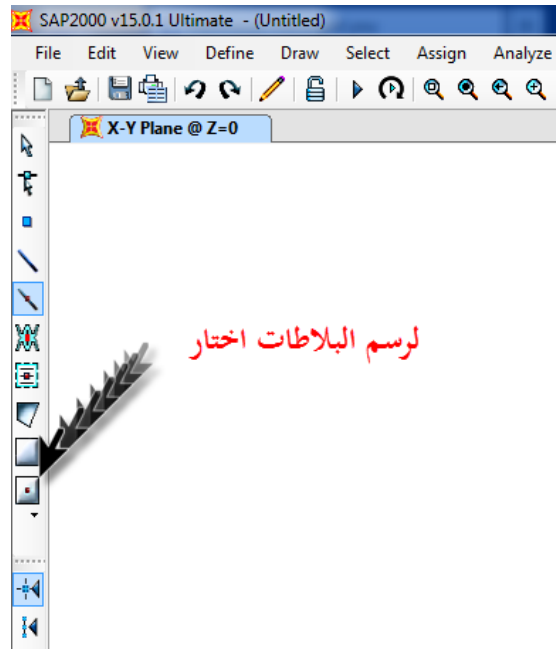 SAP2000 v15.0.1 Ultimate - (Untitled)
File Edit View Define Draw Select Assign Analyze
X-Y Plane @ Z=0
لرسم البلاطات اختار